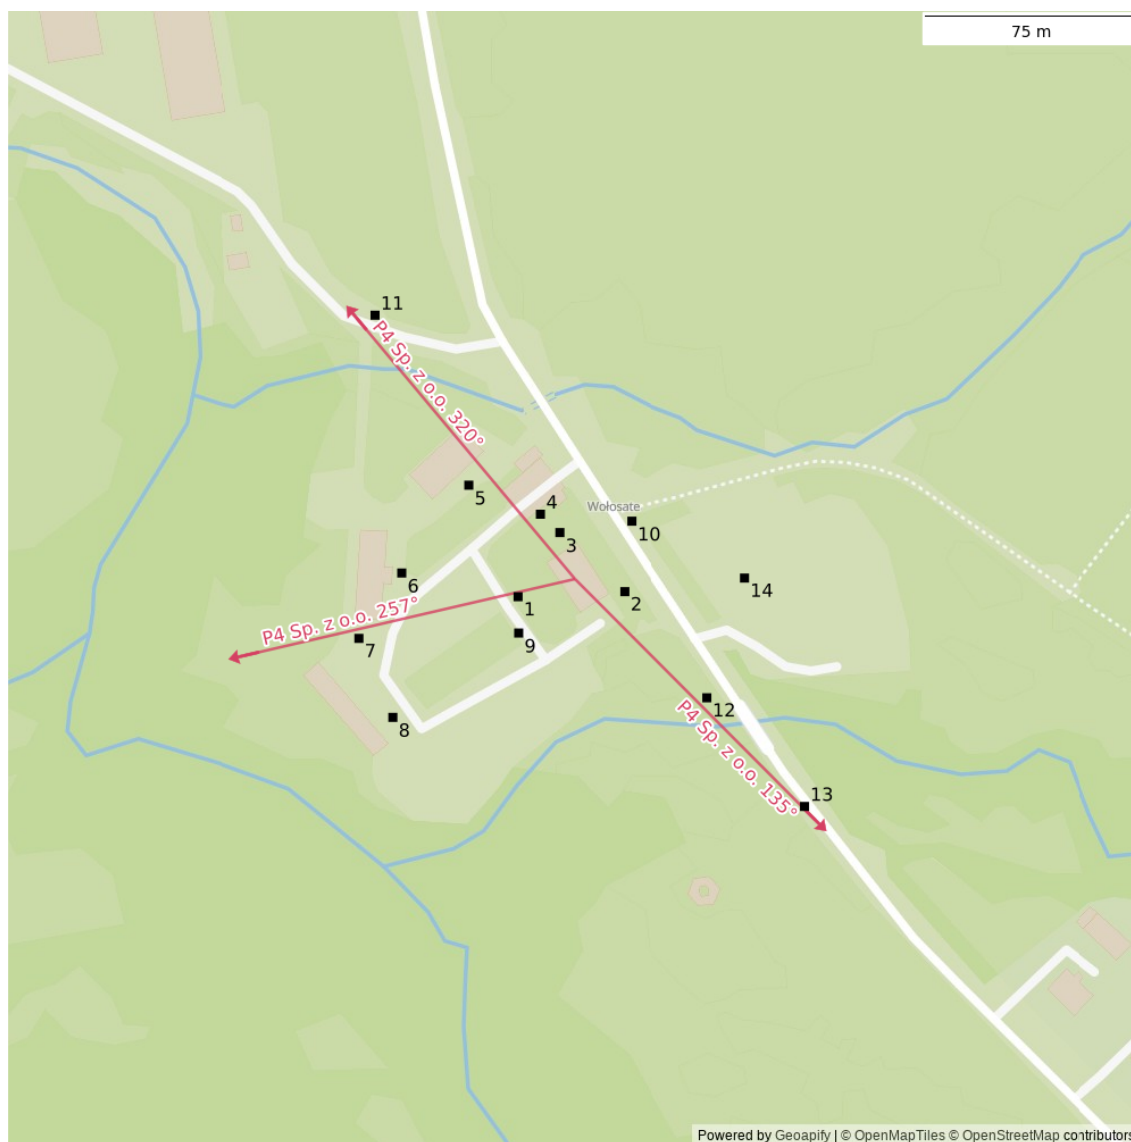 75 m
11
P4 Sp. z o.o. 320°
5
4
3
Wołosate
10
6
1
2
14
P4 Sp. z o.o. 257°
7
9
8
12
P4 Sp. z o.o. 135°
13
Powered by Geoapify | © OpenMapTiles © OpenStreetMap contributors